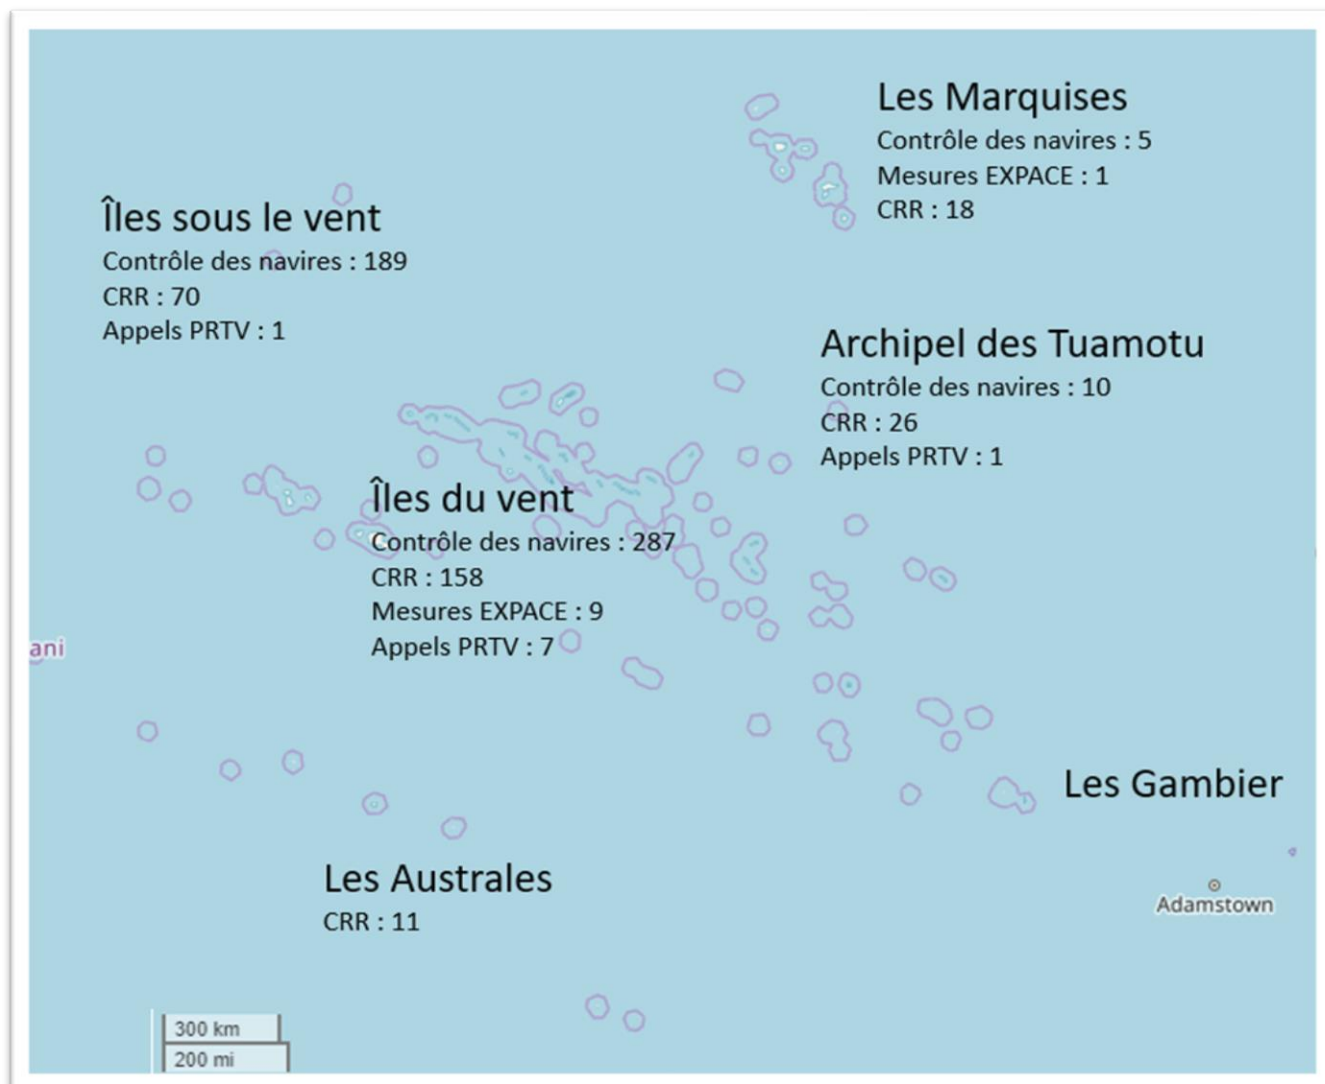 Les Marquises
Contrôle des navires : 5
Mesures EXPACE : 1
CRR : 18
Îles sous le vent
Contrôle des navires : 189
CRR : 70
Appels PRTV : 1
Archipel des Tuamotu
Contrôle des navires : 10
CRR : 26
Appels PRTV : 1
Îles du vent
Contrôle des navires : 287
CRR : 158
Mesures EXPACE : 9
Appels PRTV : 7
ani
Les Gambier
Les Australes
CRR : 11
Adamstown
300 km
200 mi